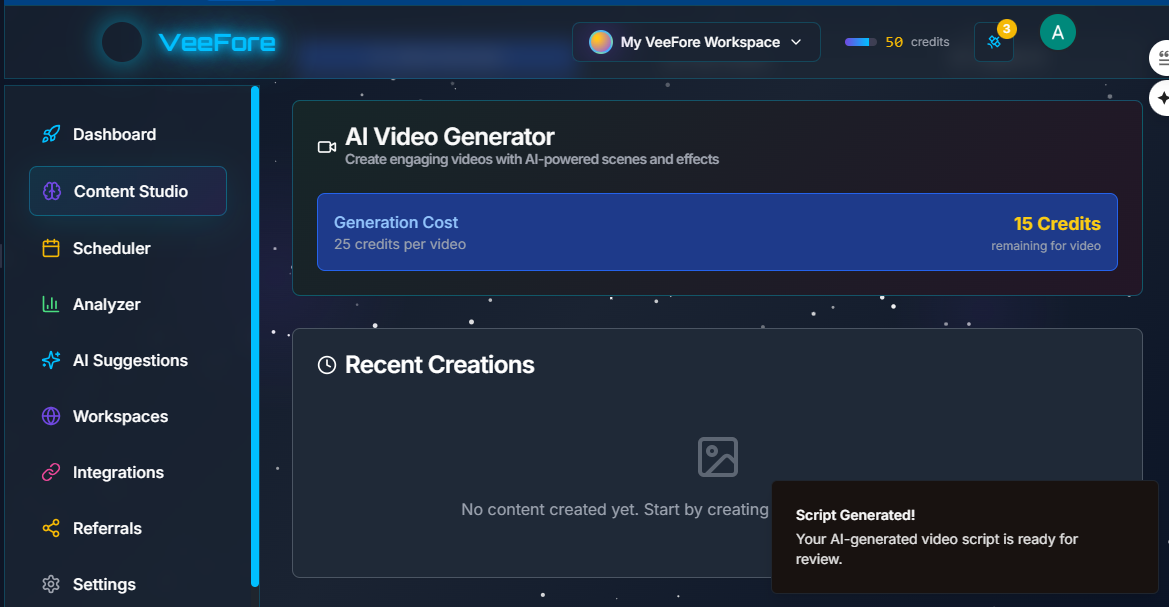 VeeFore
My VeeFore Workspace
50 credits
3
A
Dashboard
Content Studio
Scheduler
Analyzer
AI Suggestions
Workspaces
Integrations
Referrals
Settings
AI Video Generator
Create engaging videos with AI-powered scenes and effects
Generation Cost
25 credits per video
15 Credits
remaining for video
Recent Creations
No content created yet. Start by creating
Script Generated!
Your AI-generated video script is ready for
review.